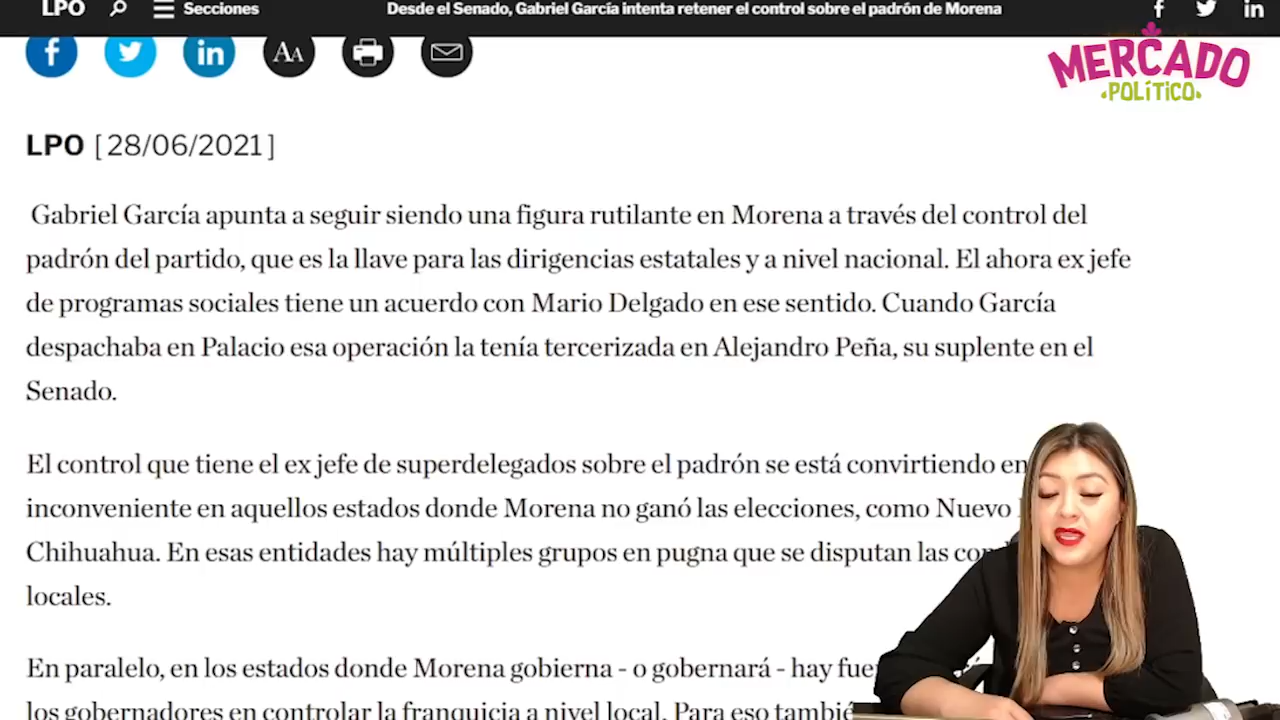 LPO Secciones Desde el Senado, Gabriel García intenta retener el control sobre el padrón de Morena
MERCADO
POLÍTICO
LPO [28/06/2021]
Gabriel García apunta a seguir siendo una figura rutilante en Morena a través del control del
padrón del partido, que es la llave para las dirigencias estatales y a nivel nacional. El ahora ex jefe
de programas sociales tiene un acuerdo con Mario Delgado en ese sentido. Cuando García
despachaba en Palacio esa operación la tenía tercerizada en Alejandro Peña, su suplente en el
Senado.
El control que tiene el ex jefe de superdelegados sobre el padrón se está convirtiendo en
inconveniente en aquellos estados donde Morena no ganó las elecciones, como Nuevo
Chihuahua. En esas entidades hay múltiples grupos en pugna que se disputan las
locales.
En paralelo, en los estados donde Morena gobierna - o gobernará - hay
los gobernadores en controlar la franquicia a nivel local. Para eso